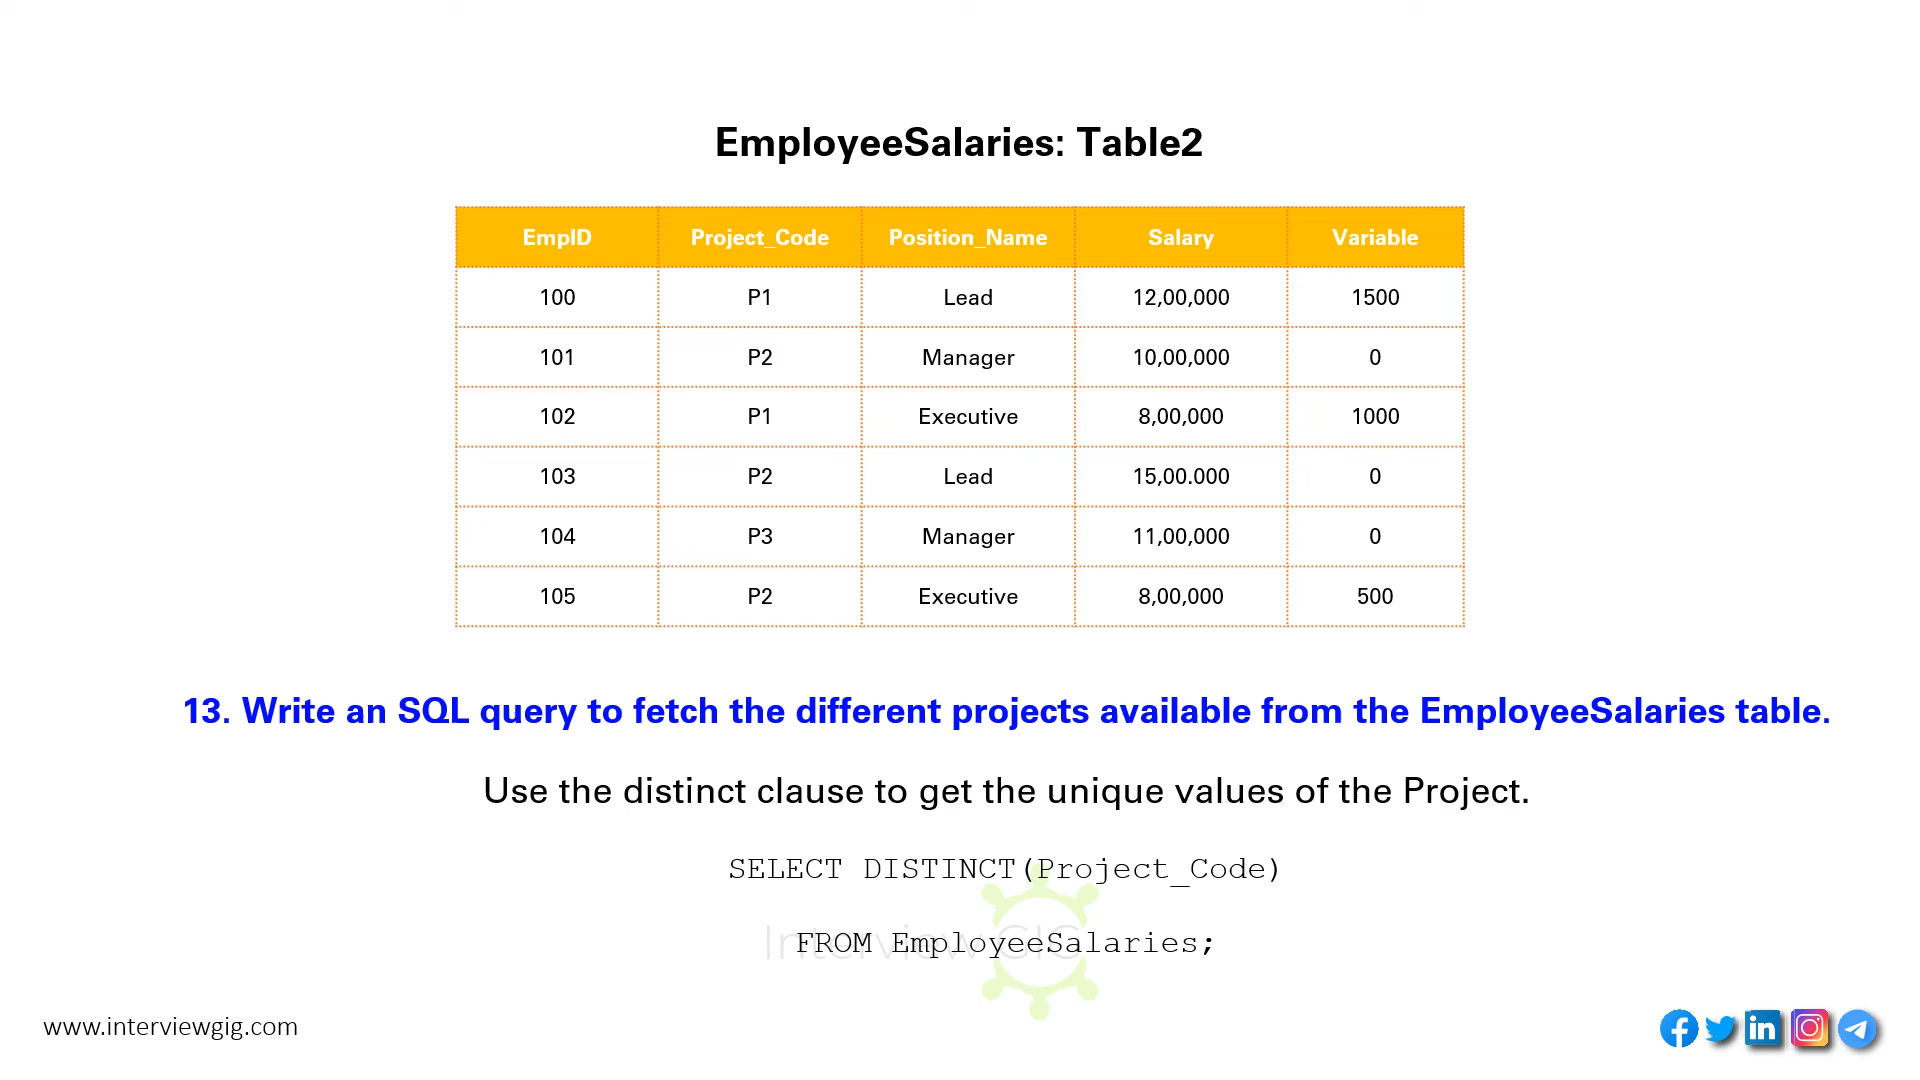 EmployeeSalaries: Table2
EmpID Project_Code Position_Name Salary Variable
100 P1 Lead 12,00,000 1500
101 P2 Manager 10,00,000 0
102 P1 Executive 8,00,000 1000
103 P2 Lead 15,00.000 0
104 P3 Manager 11,00,000 0
105 P2 Executive 8,00,000 500
13. Write an SQL query to fetch the different projects available from the EmployeeSalaries table.
Use the distinct clause to get the unique values of the Project.
SELECT DISTINCT(Project_Code)
FROM EmployeeSalaries;
Interview GIG
www.interviewgig.com